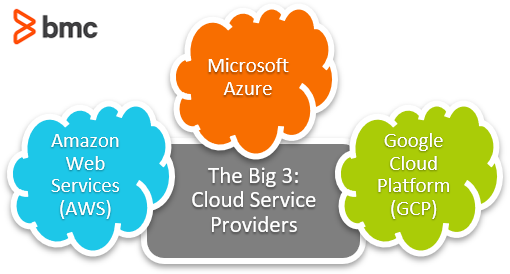 bmc
Microsoft
Azure
Amazon
Web
Services
(AWS)
The Big 3:
Cloud Service
Providers
Google
Cloud
Platform
(GCP)